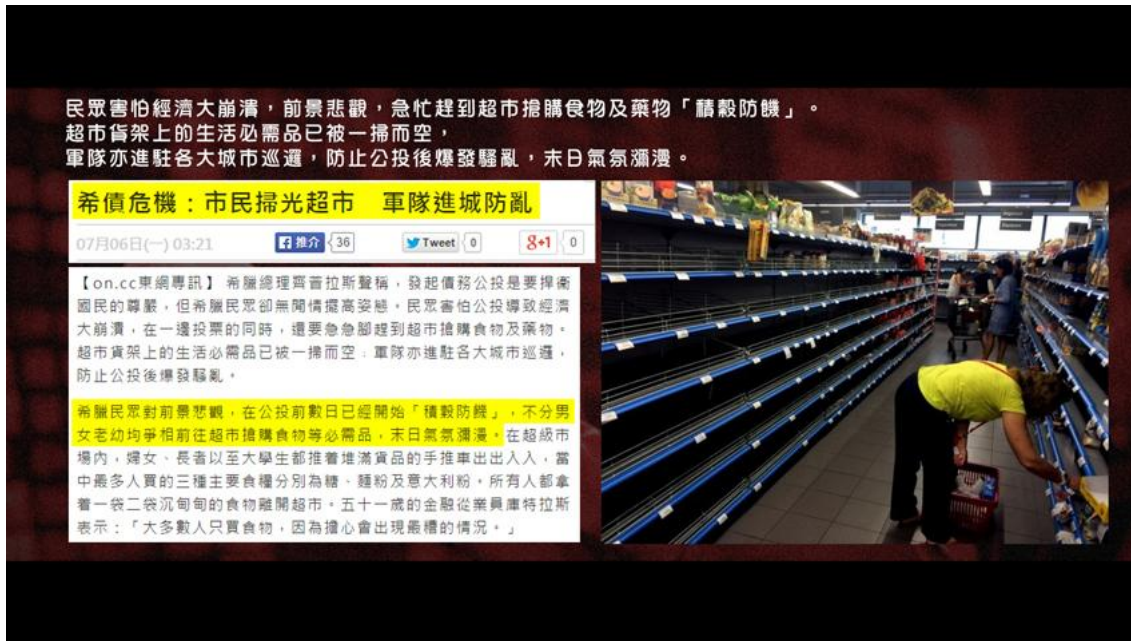 民眾害怕經濟大崩潰，前景悲觀，急忙趕到超市搶購食物及藥物「積穀防饑」。
超市貨架上的生活必需品已被一掃而空，
軍隊亦進駐各大城市巡邏，防止公投後爆發騷亂，末日氣氛瀰漫。
希債危機：市民掃光超市　軍隊進城防亂
07月06日(一) 03:21 推介 36 Tweet 0 8+1 0
【on.cc東網專訊】 希臘總理齊普拉斯聲稱，發起債務公投是要捍衛
國民的尊嚴，但希臘民眾卻無閒情擺高姿態。民眾害怕公投導致經濟
大崩潰，在一邊投票的同時，還要急急腳趕到超市搶購食物及藥物。
超市貨架上的生活必需品已被一掃而空﹔軍隊亦進駐各大城市巡邏，
防止公投後爆發騷亂。
希臘民眾對前景悲觀，在公投前數日已經開始「積穀防饑」，不分男
女老幼均爭相前往超市搶購食物等必需品，末日氣氛瀰漫。在超級市
場內，婦女、長者以至大學生都推着堆滿貨品的手推車出出入入，當
中最多人買的三種主要食糧分別為糖、麵粉及意大利粉。所有人都拿
着一袋二袋沉甸甸的食物離開超市。五十一歲的金融從業員庫特拉斯
表示：「大多數人只買食物，因為擔心會出現最糟的情況。」